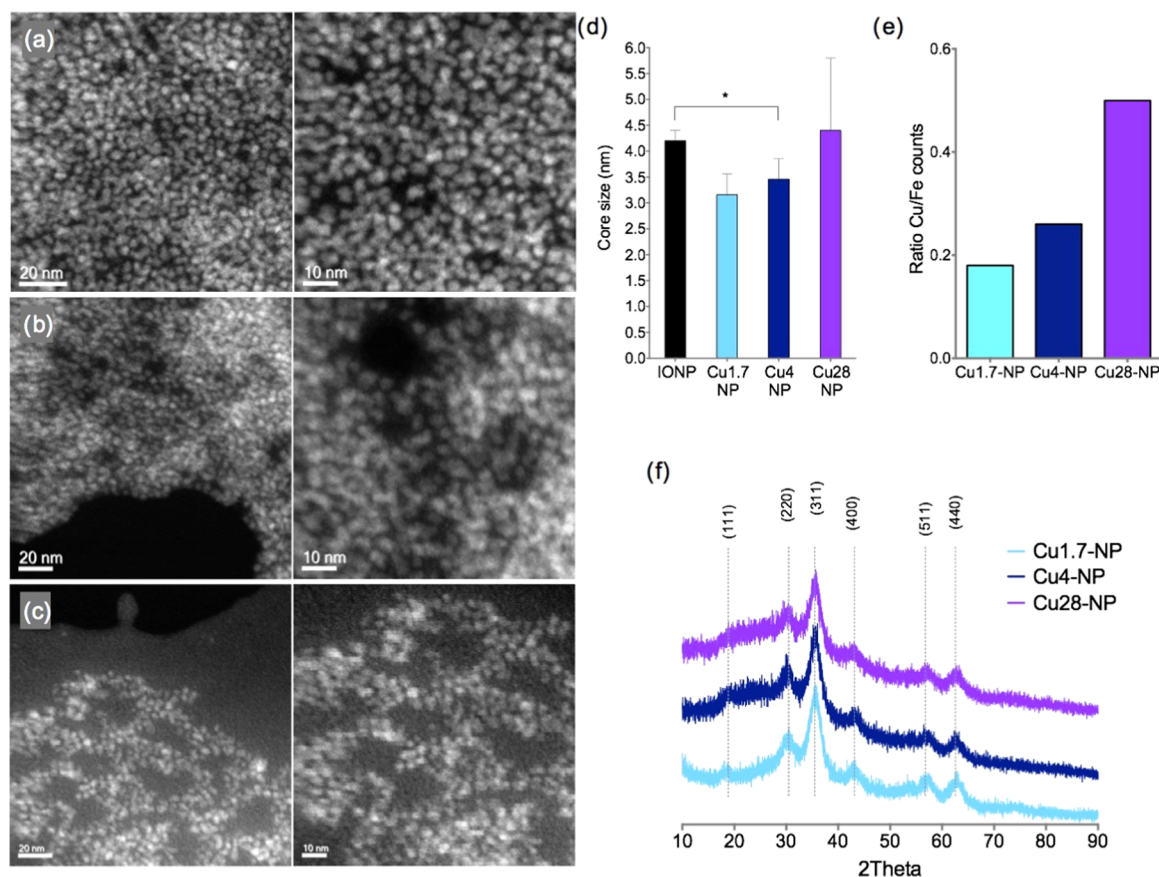 (a)
20 nm
10 nm
(b)
20 nm
10 nm
(c)
20 nm
10 nm
(d)
Core size (nm)
6.0
5.5
5.0
4.5
4.0
3.5
3.0
2.5
2.0
1.5
1.0
0.5
0.0
*
IONP
Cu1.7
NP
Cu4
NP
Cu28
NP
(e)
Ratio Cu/Fe counts
0.6
0.4
0.2
0.0
Cu1.7-NP
Cu4-NP
Cu28-NP
(f)
(111)
(220)
(311)
(400)
(511)
(440)
Cu1.7-NP
Cu4-NP
Cu28-NP
10 20 30 40 50 60 70 80 90
2Theta